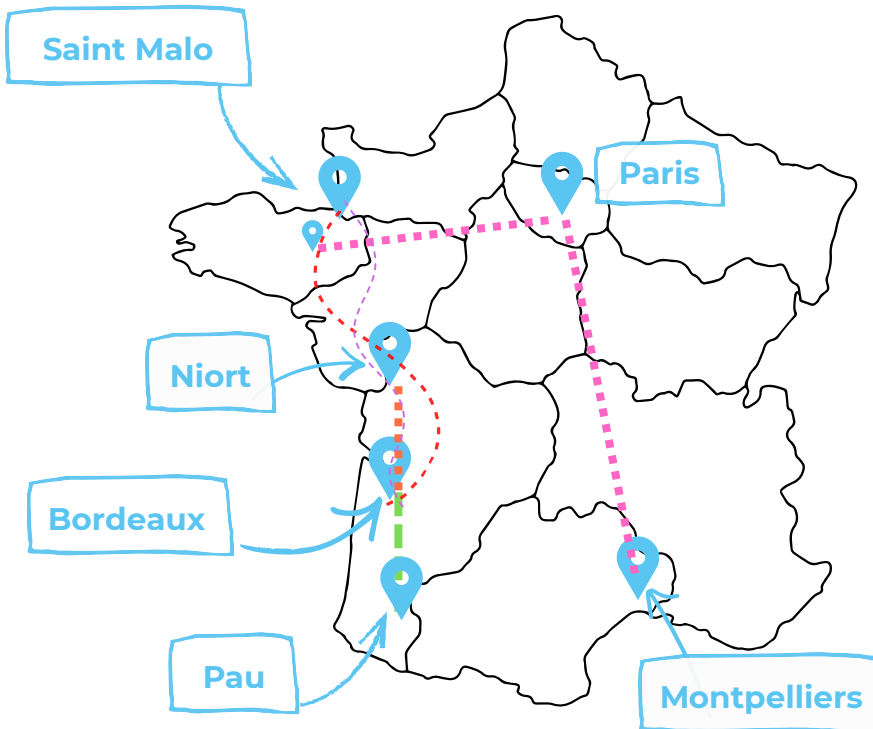 Saint Malo
Paris
Niort
Bordeaux
Pau
Montpelliers